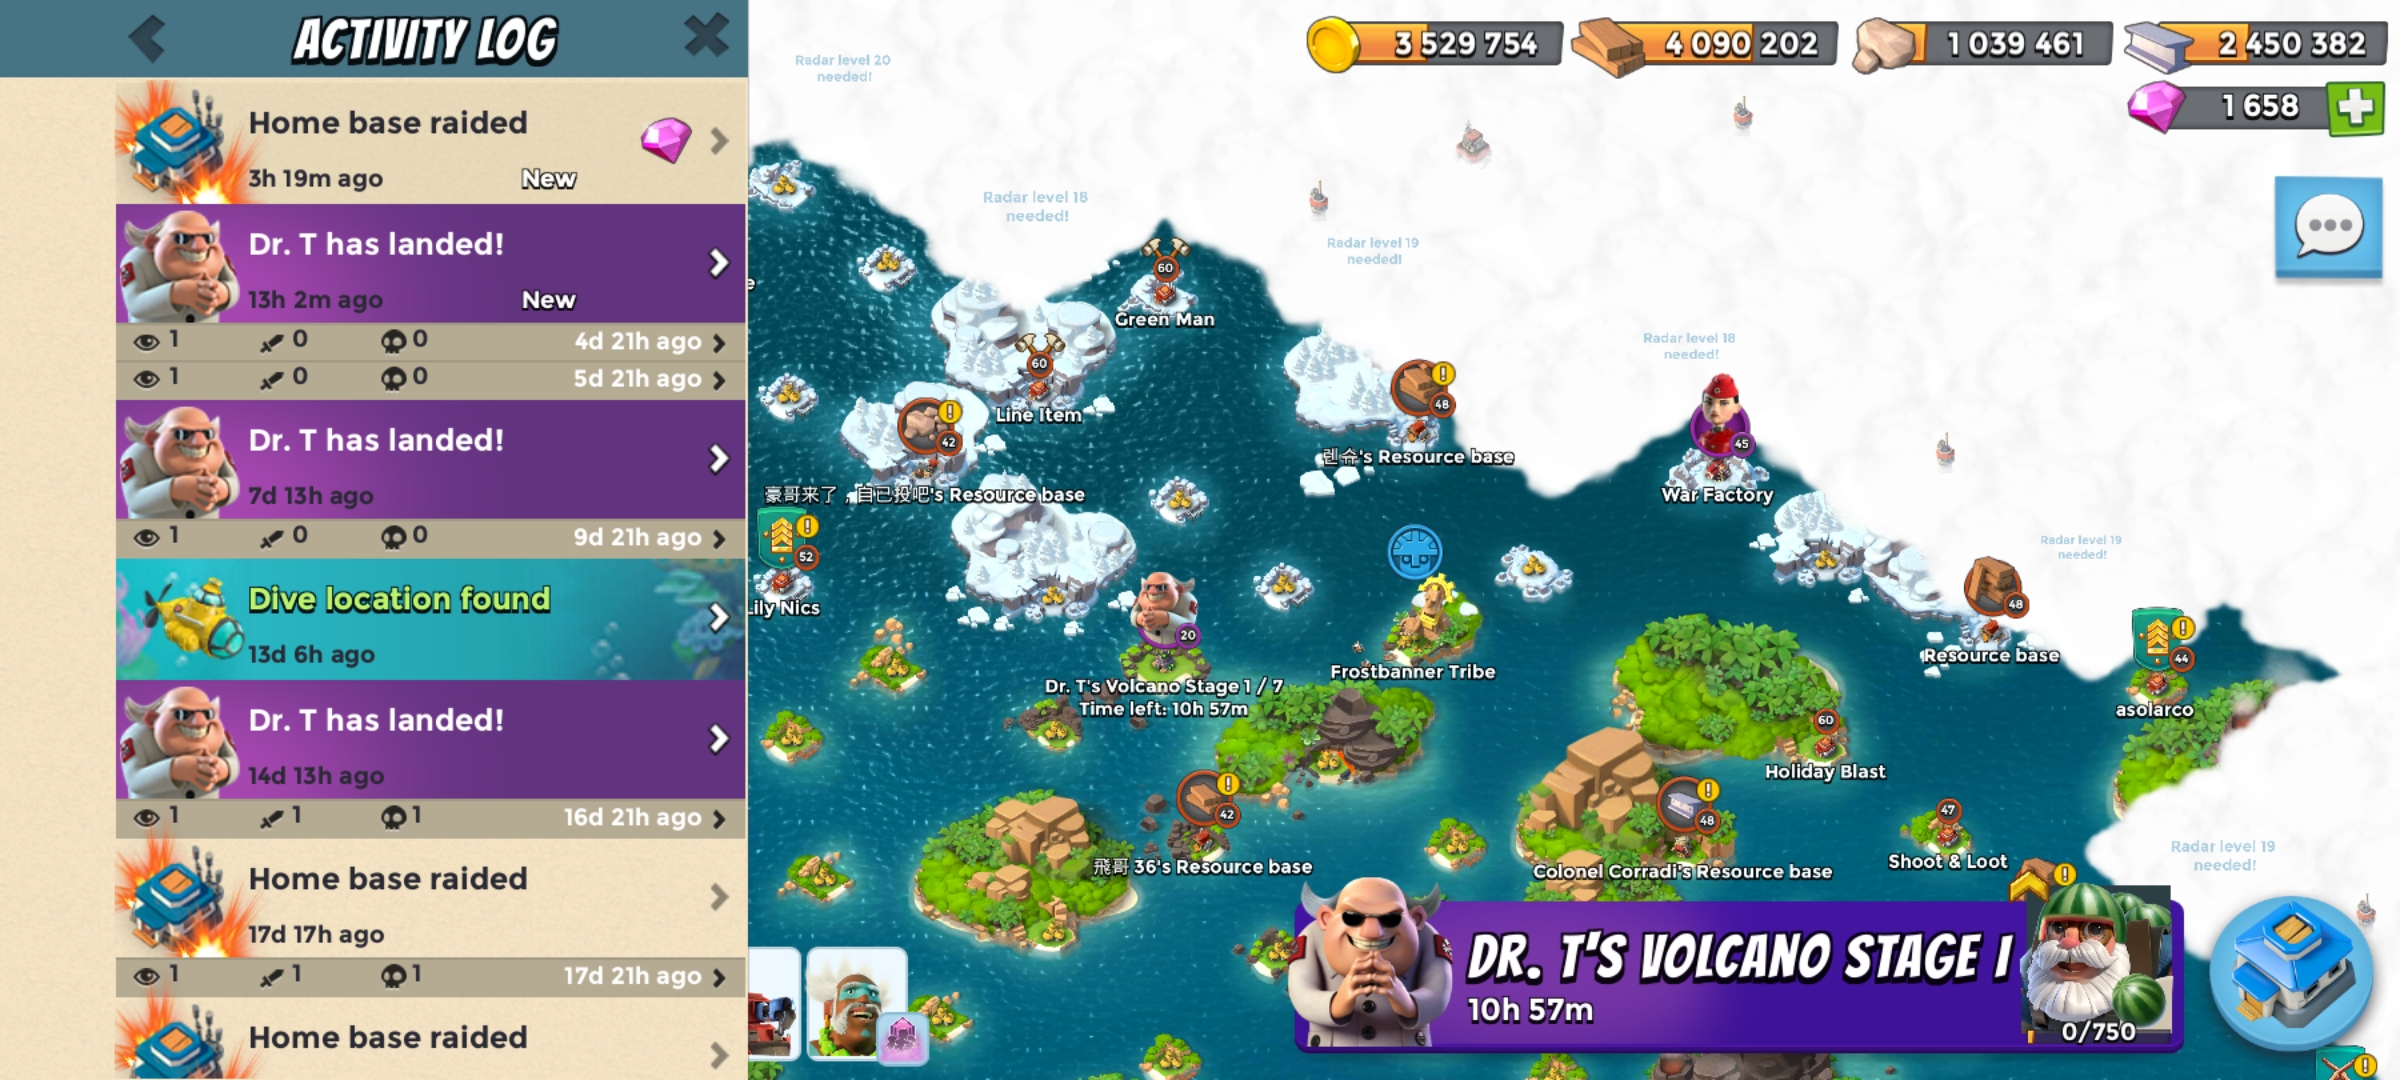 ACTIVITY LOG
Home base raided
3h 19m ago
New
Dr. T has landed!
13h 2m ago
New
1 0 0 4d 21h ago
1 0 0 5d 21h ago
Dr. T has landed!
7d 13h ago
1 0 0 9d 21h ago
Dive location found
13d 6h ago
Dr. T has landed!
14d 13h ago
1 1 1 16d 21h ago
Home base raided
17d 17h ago
1 1 1 17d 21h ago
Home base raided
3 529 754
4 090 202
1 039 461
2 450 382
1 658
Radar level 20
needed!
Radar level 18
needed!
Radar level 19
needed!
60
Green Man
Radar level 18
needed!
60
Line Item
48
렌슈's Resource base
45
War Factory
42
豪哥来了，自己投吧's Resource base
52
Lily Nics
Radar level 19
needed!
48
Resource base
20
Dr. T's Volcano Stage 1 / 7
Time left: 10h 57m
Frostbanner Tribe
44
asolarco
60
Holiday Blast
42
飛哥 36's Resource base
48
Colonel Corradi's Resource base
47
Shoot & Loot
Radar level 19
needed!
DR. T'S VOLCANO STAGE I
10h 57m
0/750